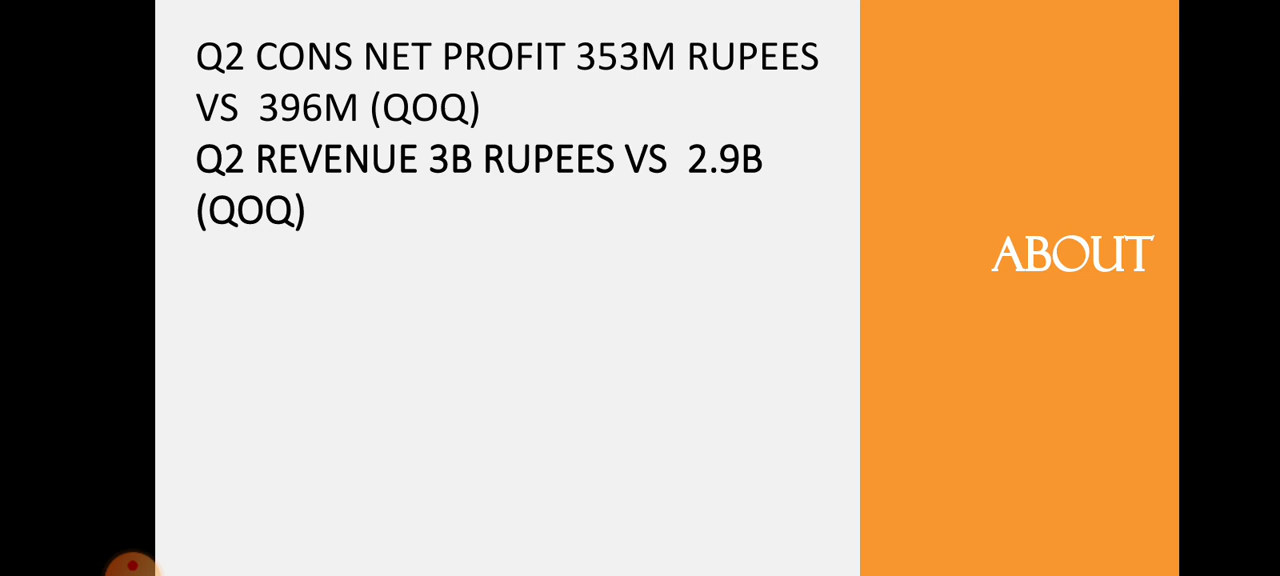 Q2 CONS NET PROFIT 353M RUPEES
VS  396M (QOQ)
Q2 REVENUE 3B RUPEES VS  2.9B
(QOQ)
ABOUT